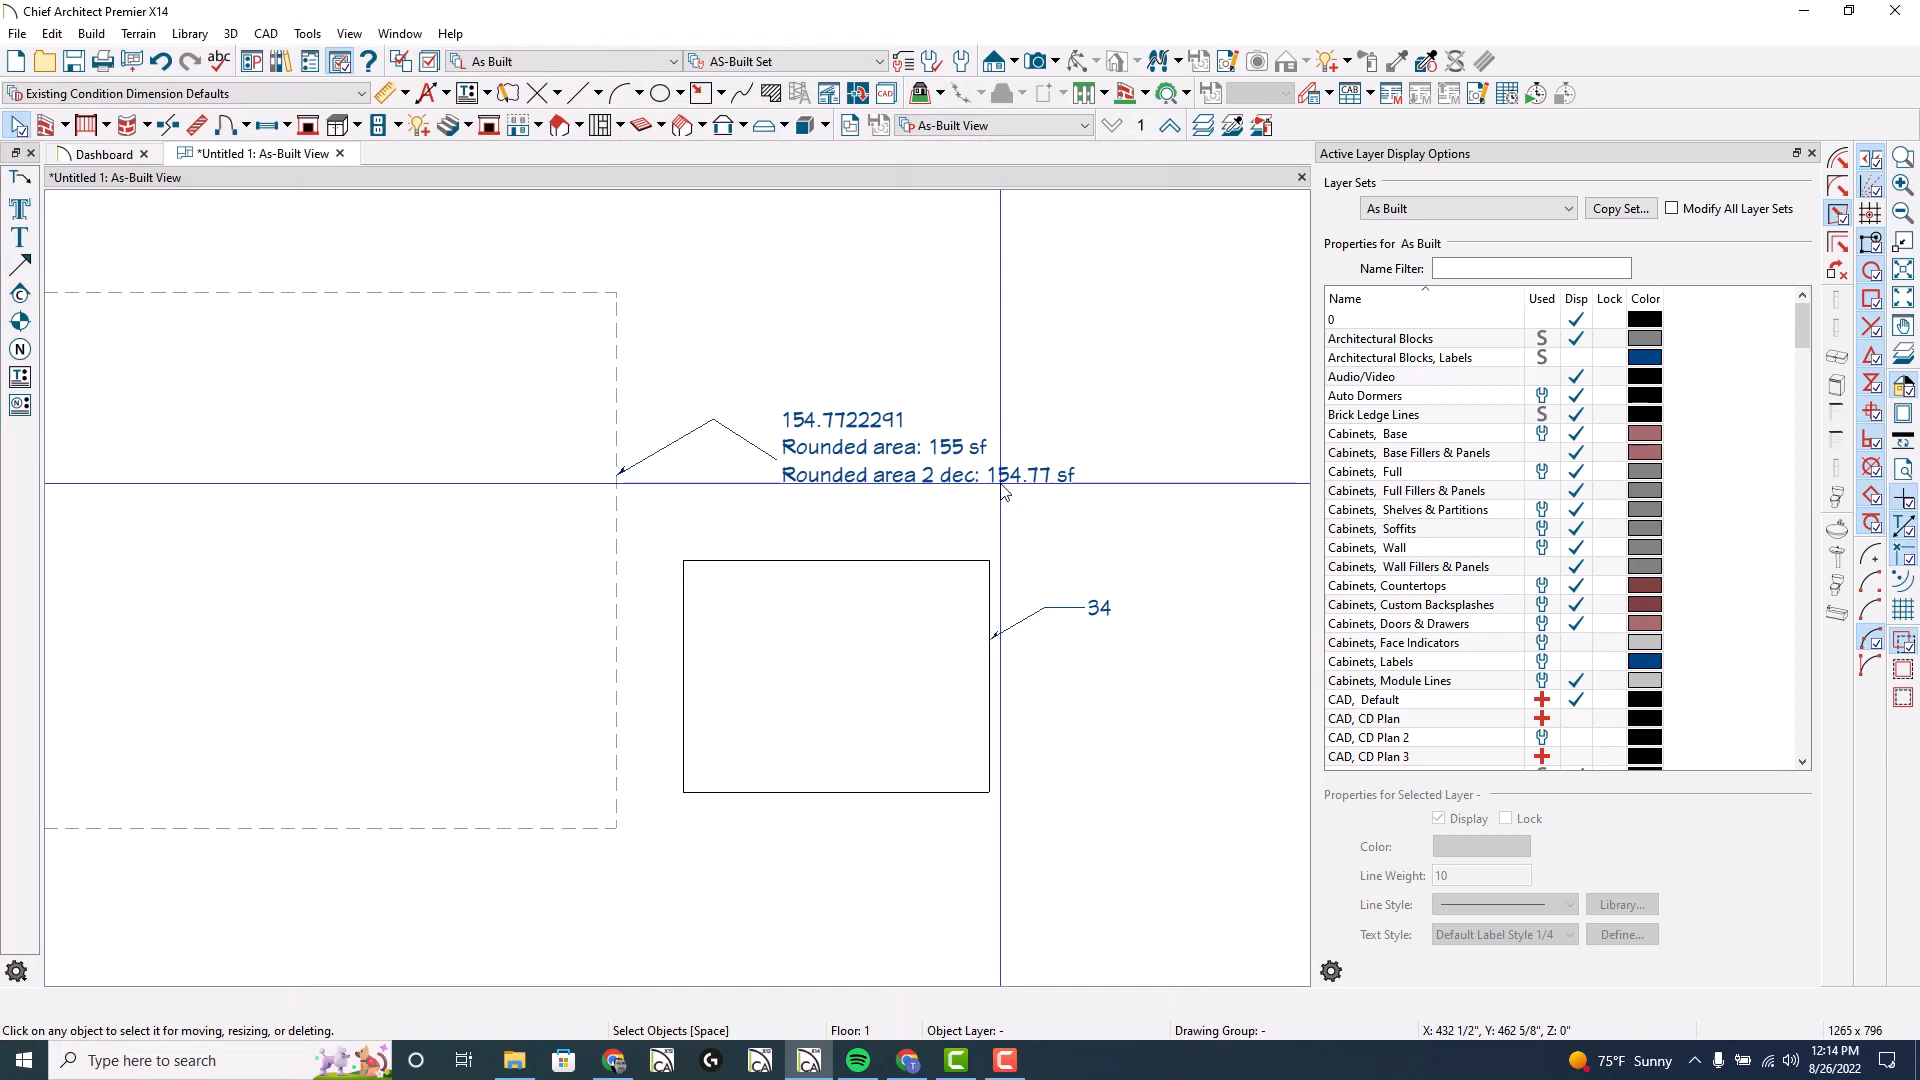 Chief Architect Premier X14
File Edit Build Terrain Library 3D CAD Tools View Window Help
As Built
AS-Built Set
Existing Condition Dimension Defaults
As-Built View
1
Dashboard
*Untitled 1: As-Built View
*Untitled 1: As-Built View
154.7722291
Rounded area: 155 sf
Rounded area 2 dec: 154.77 sf
34
Active Layer Display Options
Layer Sets
As Built
Copy Set...
Modify All Layer Sets
Properties for As Built
Name Filter:
Name Used Disp Lock Color
0
Architectural Blocks S
Architectural Blocks, Labels S
Audio/Video
Auto Dormers
Brick Ledge Lines S
Cabinets, Base
Cabinets, Base Fillers & Panels
Cabinets, Full
Cabinets, Full Fillers & Panels
Cabinets, Shelves & Partitions
Cabinets, Soffits
Cabinets, Wall
Cabinets, Wall Fillers & Panels
Cabinets, Countertops
Cabinets, Custom Backsplashes
Cabinets, Doors & Drawers
Cabinets, Face Indicators
Cabinets, Labels
Cabinets, Module Lines
CAD, Default
CAD, CD Plan
CAD, CD Plan 2
CAD, CD Plan 3
Properties for Selected Layer -
Display Lock
Color:
Line Weight: 10
Line Style: Library...
Text Style: Default Label Style 1/4 Define...
Click on any object to select it for moving, resizing, or deleting.
Select Objects [Space]
Floor: 1
Object Layer: -
Drawing Group: -
X: 432 1/2", Y: 462 5/8", Z: 0"
1265 x 796
Type here to search
75°F Sunny
12:14 PM
8/26/2022